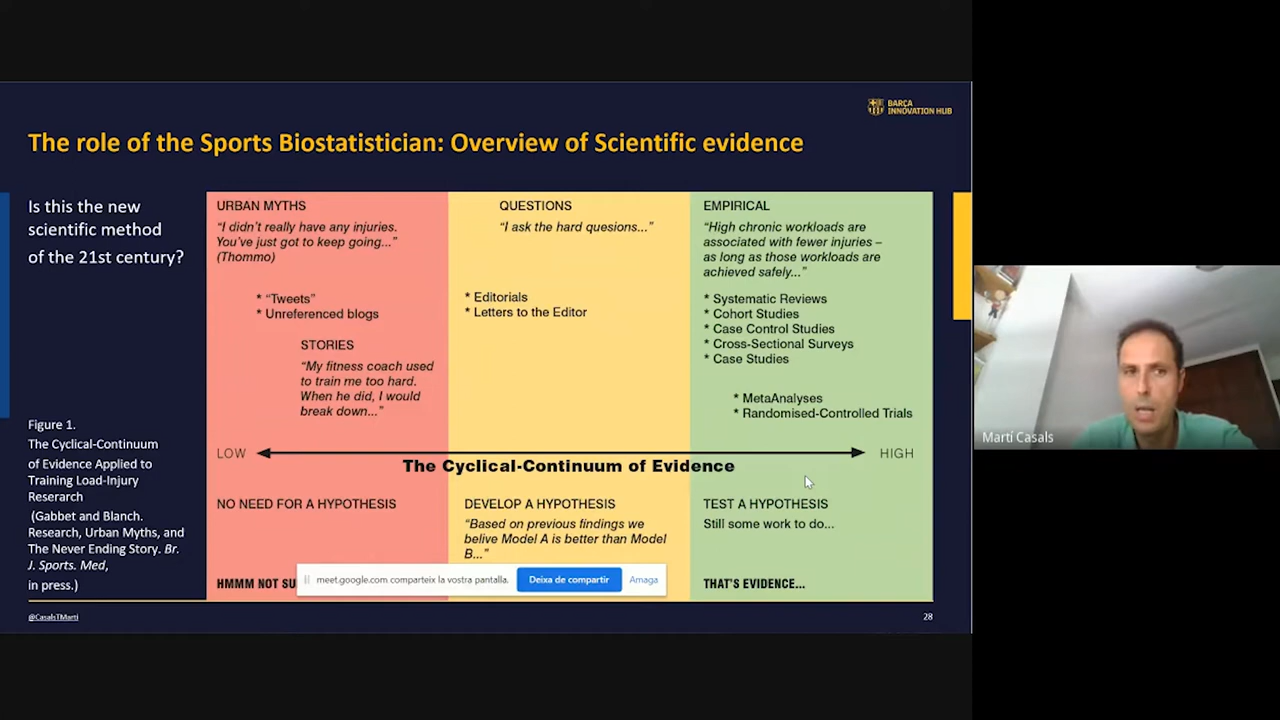 BARÇA
INNOVATION HUB
The role of the Sports Biostatistician: Overview of Scientific evidence
Is this the new
scientific method
of the 21st century?
Figure 1.
The Cyclical-Continuum
of Evidence Applied to
Training Load-Injury
Rerearch
(Gabbet and Blanch.
Research, Urban Myths, and
The Never Ending Story. Br.
J. Sports. Med,
in press.)
URBAN MYTHS
“I didn’t really have any injuries.
You’ve just got to keep going...”
(Thommo)
* “Tweets”
* Unreferenced blogs
STORIES
“My fitness coach used
to train me too hard.
When he did, I would
break down...”
QUESTIONS
“I ask the hard quesions...”
* Editorials
* Letters to the Editor
EMPIRICAL
“High chronic workloads are
associated with fewer injuries –
as long as those workloads are
achieved safely...”
* Systematic Reviews
* Cohort Studies
* Case Control Studies
* Cross-Sectional Surveys
* Case Studies
* MetaAnalyses
* Randomised-Controlled Trials
LOW
HIGH
The Cyclical-Continuum of Evidence
NO NEED FOR A HYPOTHESIS
HMMM NOT SU
DEVELOP A HYPOTHESIS
“Based on previous findings we
belive Model A is better than Model
B...”
TEST A HYPOTHESIS
Still some work to do...
THAT’S EVIDENCE...
meet.google.com comparteix la vostra pantalla.
Deixa de compartir
Amaga
@CasalsTMarti
28
Martí Casals